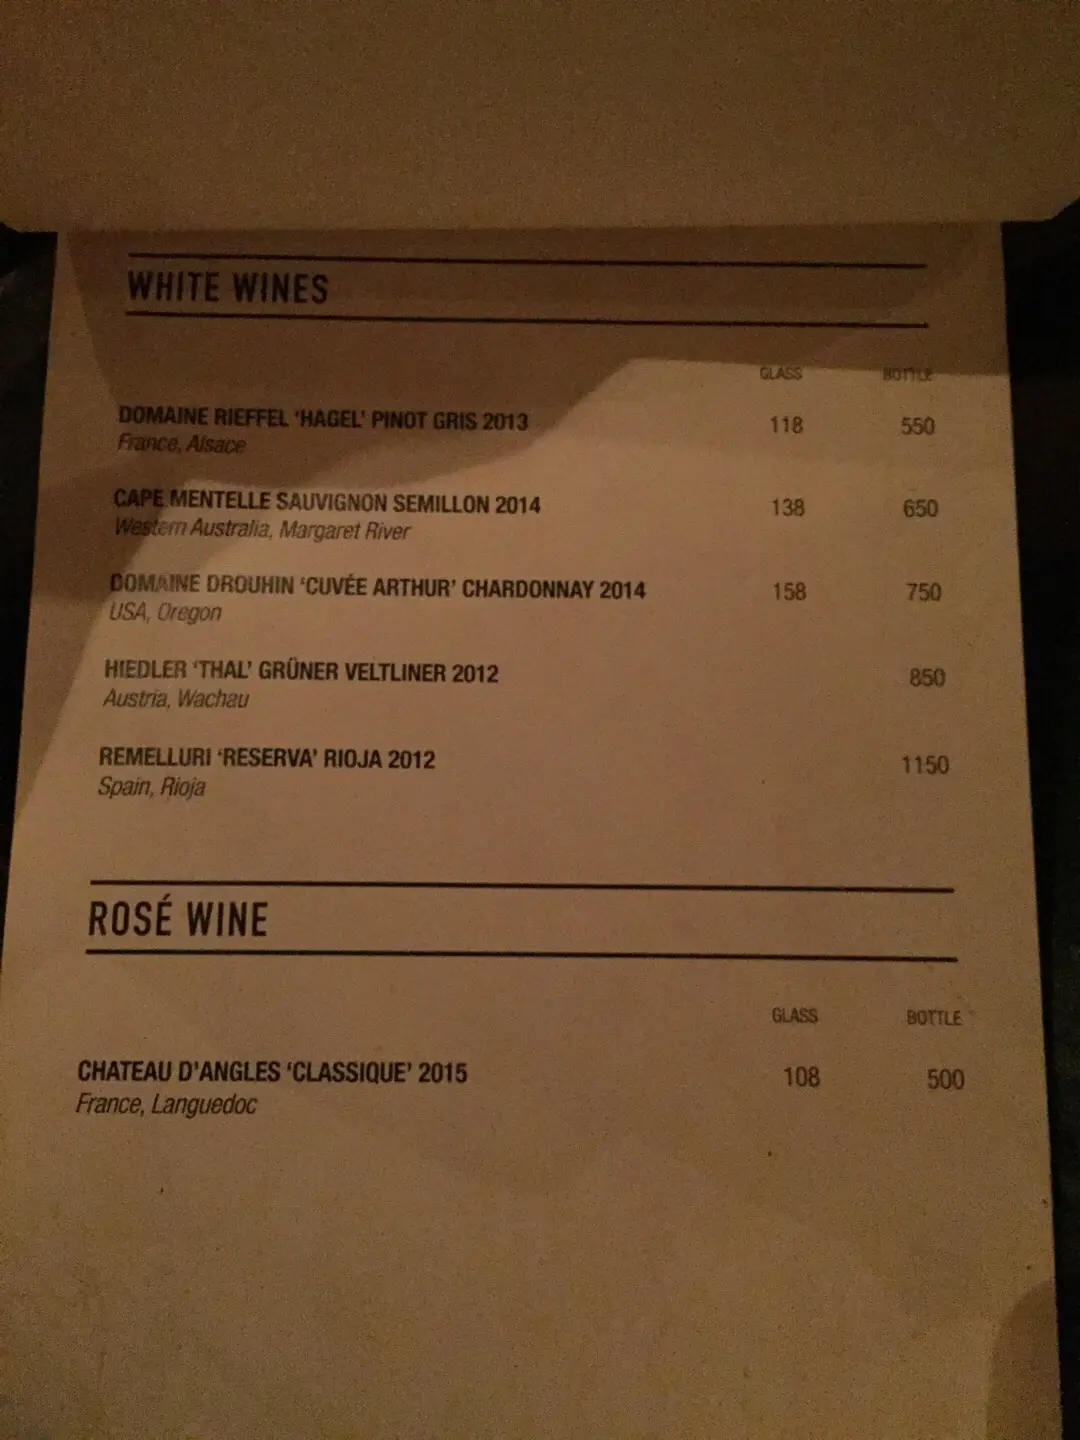 WHITE WINES
GLASS BOTTLE
DOMAINE RIEFFEL ‘HAGEL’ PINOT GRIS 2013 118 550
France, Alsace
CAPE MENTELLE SAUVIGNON SEMILLON 2014 138 650
Western Australia, Margaret River
DOMAINE DROUHIN ‘CUVÉE ARTHUR’ CHARDONNAY 2014 158 750
USA, Oregon
HIEDLER ‘THAL’ GRÜNER VELTLINER 2012 850
Austria, Wachau
REMELLURI ‘RESERVA’ RIOJA 2012 1150
Spain, Rioja
ROSÉ WINE
GLASS BOTTLE
CHATEAU D’ANGLES ‘CLASSIQUE’ 2015 108 500
France, Languedoc